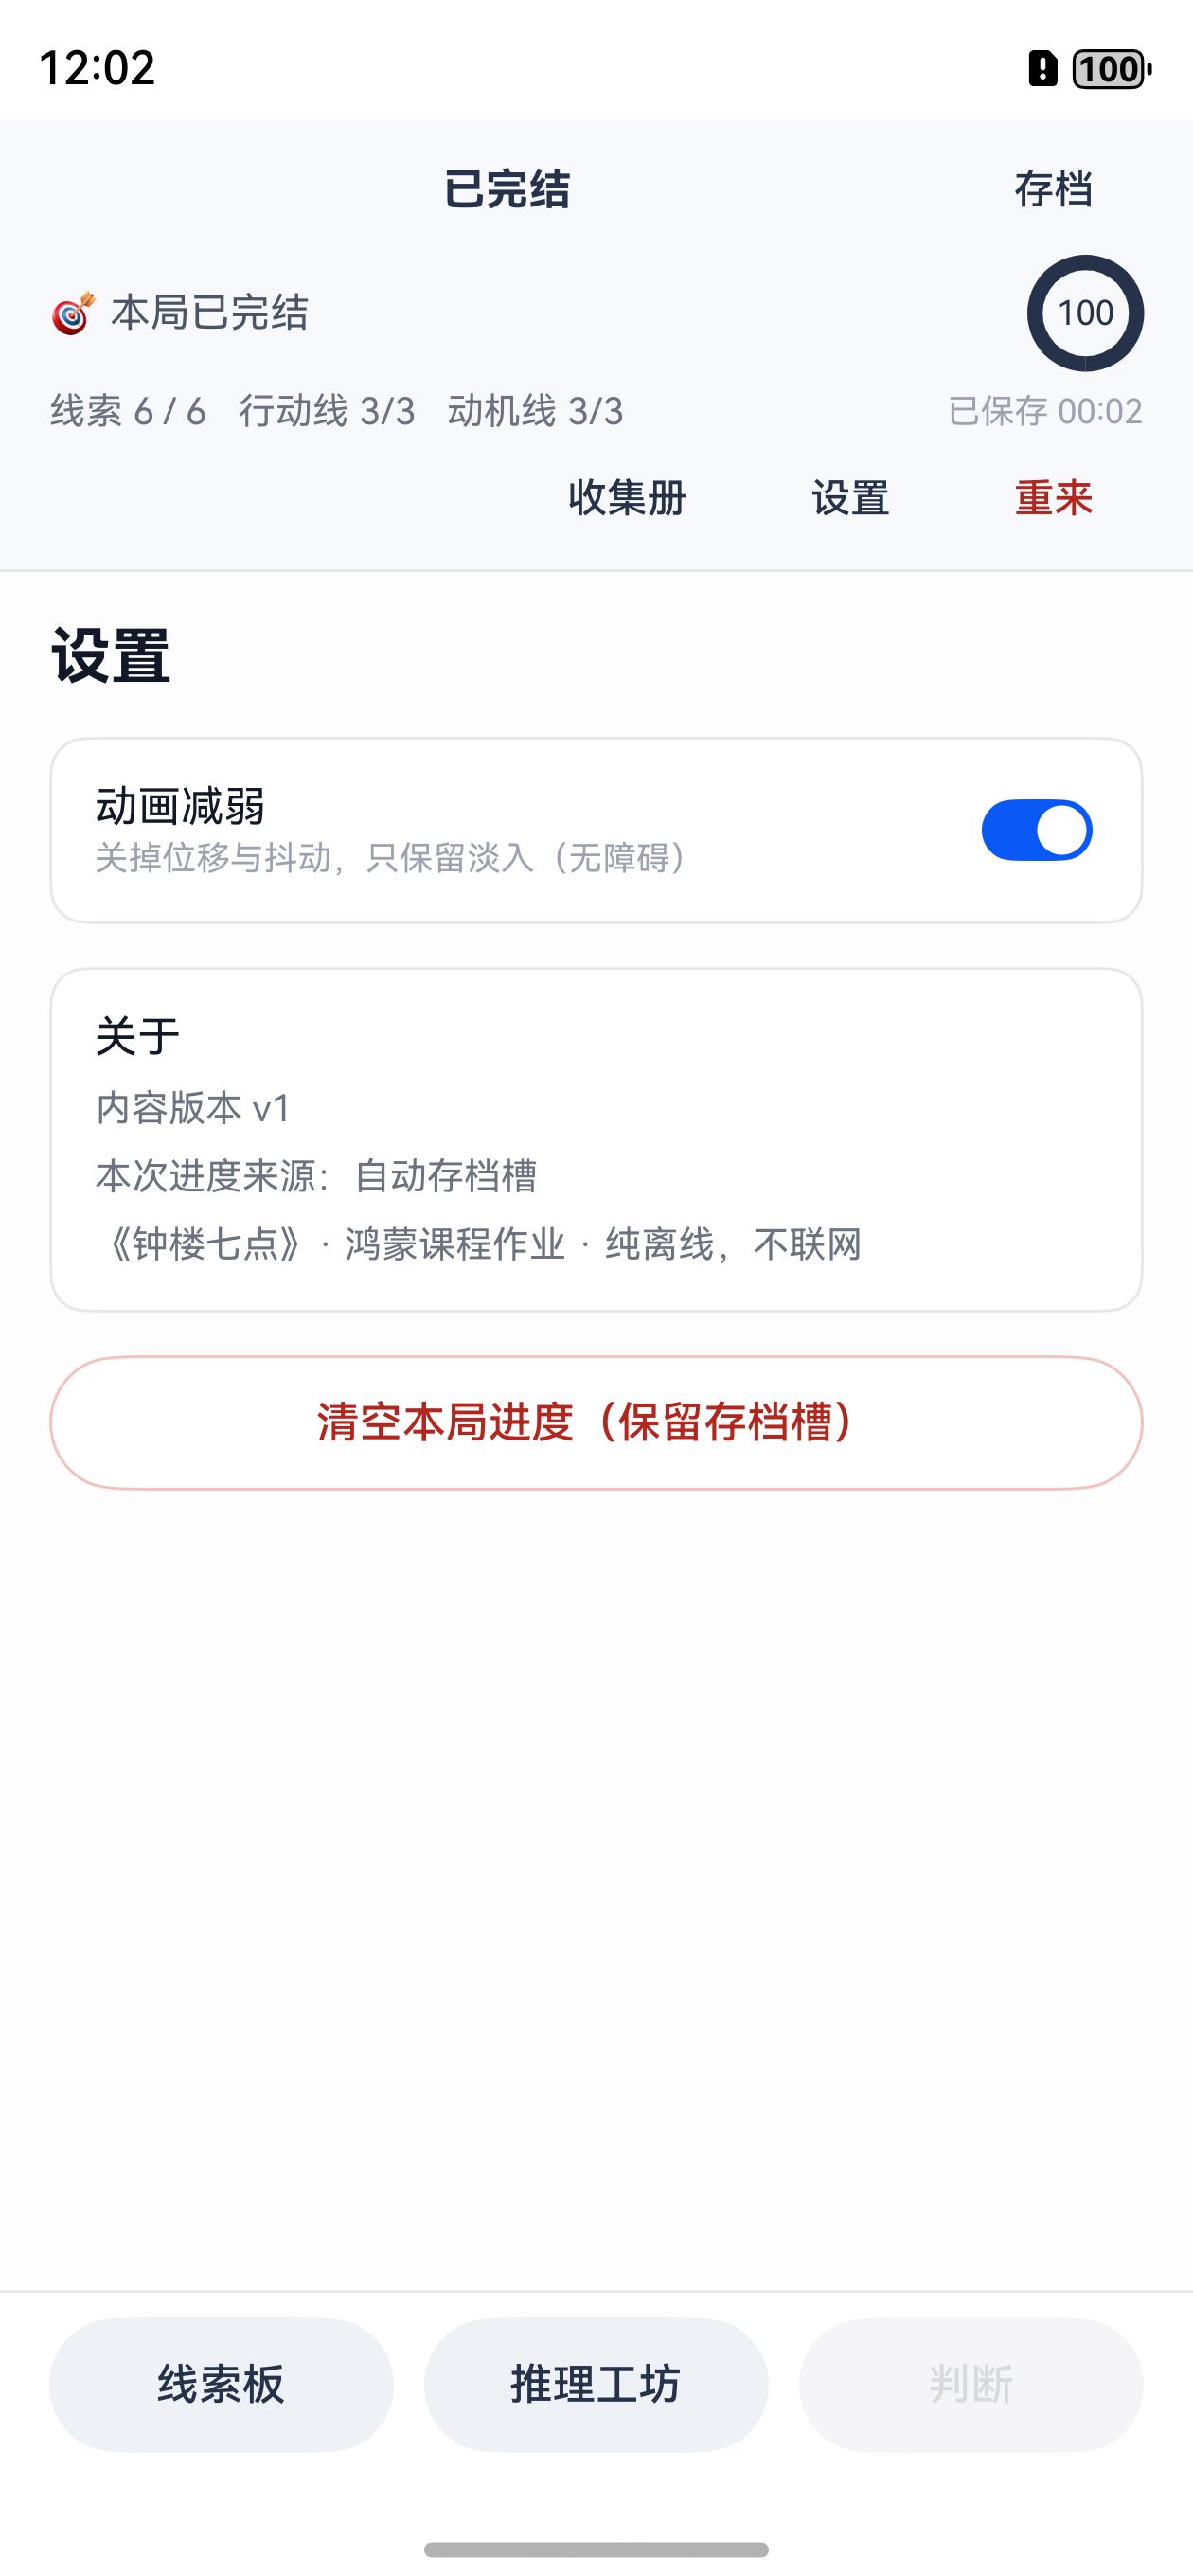 12:02
100
已完结 存档
本局已完结 100
线索 6 / 6 行动线 3/3 动机线 3/3 已保存 00:02
收集册 设置 重来
设置
动画减弱
关掉位移与抖动，只保留淡入（无障碍）
关于
内容版本 v1
本次进度来源：自动存档槽
《钟楼七点》 · 鸿蒙课程作业 · 纯离线，不联网
清空本局进度（保留存档槽）
线索板 推理工坊 判断